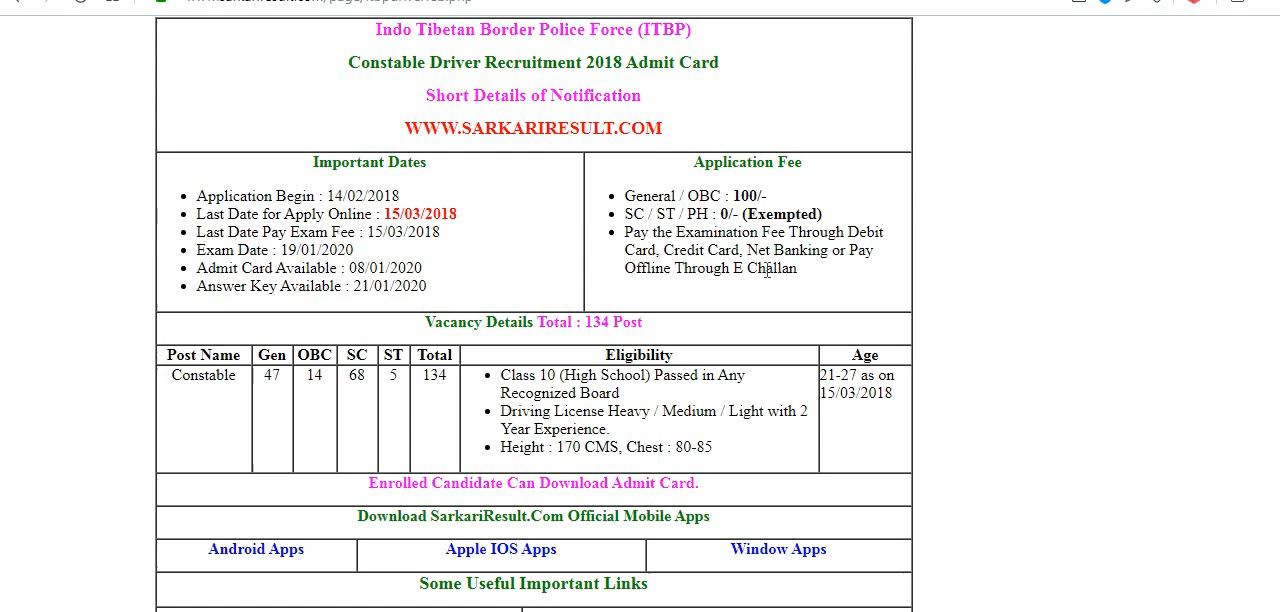 Indo Tibetan Border Police Force (ITBP)
Constable Driver Recruitment 2018 Admit Card
Short Details of Notification
WWW.SARKARIRESULT.COM
Important Dates
Application Begin : 14/02/2018
Last Date for Apply Online : 15/03/2018
Last Date Pay Exam Fee : 15/03/2018
Exam Date : 19/01/2020
Admit Card Available : 08/01/2020
Answer Key Available : 21/01/2020
Application Fee
General / OBC : 100/-
SC / ST / PH : 0/- (Exempted)
Pay the Examination Fee Through Debit
Card, Credit Card, Net Banking or Pay
Offline Through E Challan
Vacancy Details Total : 134 Post
Post Name Gen OBC SC ST Total Eligibility Age
Constable 47 14 68 5 134
Class 10 (High School) Passed in Any
Recognized Board
Driving License Heavy / Medium / Light with 2
Year Experience.
Height : 170 CMS, Chest : 80-85
21-27 as on
15/03/2018
Enrolled Candidate Can Download Admit Card.
Download SarkariResult.Com Official Mobile Apps
Android Apps Apple IOS Apps Window Apps
Some Useful Important Links